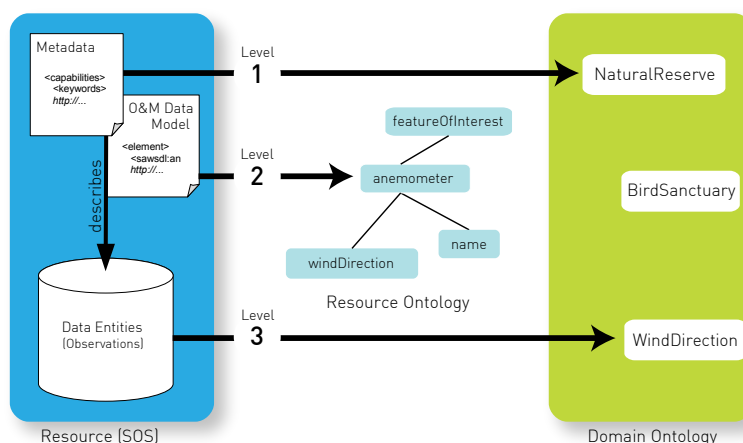 Metadata
<capabilities>
<keywords>
http://...
O&M Data
Model
<element>
<sawsdl:an
http://...
describes
Data Entities
(Observations)
Resource (SOS)
Level
1
Level
2
Level
3
featureOfInterest
anemometer
name
windDirection
Resource Ontology
NaturalReserve
BirdSanctuary
WindDirection
Domain Ontology